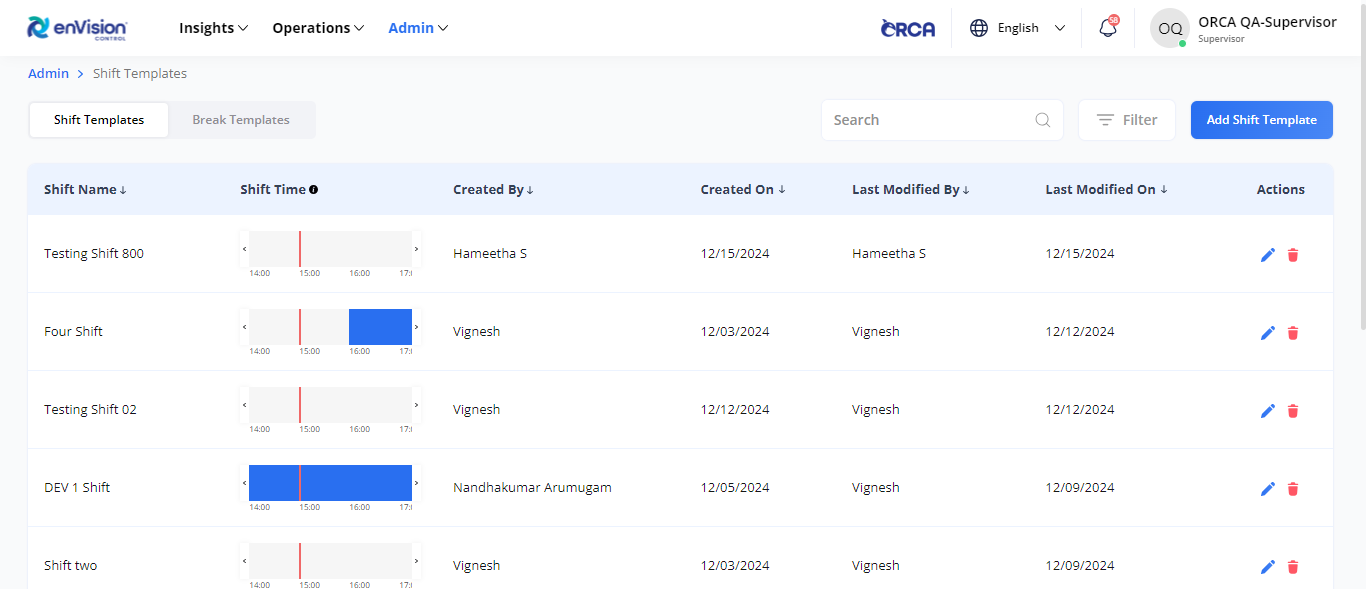 enVision CONTROL Insights Operations Admin ORCA English 58 OQ ORCA QA-Supervisor
Supervisor
Admin > Shift Templates
Shift Templates Break Templates Search Filter Add Shift Template
Shift Name Shift Time Created By Created On Last Modified By Last Modified On Actions
Testing Shift 800 Hameetha S 12/15/2024 Hameetha S 12/15/2024
14:00 15:00 16:00 17:
Four Shift Vignesh 12/03/2024 Vignesh 12/12/2024
14:00 15:00 16:00 17:
Testing Shift 02 Vignesh 12/12/2024 Vignesh 12/12/2024
14:00 15:00 16:00 17:
DEV 1 Shift Nandhakumar Arumugam 12/05/2024 Vignesh 12/09/2024
14:00 15:00 16:00 17:
Shift two Vignesh 12/03/2024 Vignesh 12/09/2024
14:00 15:00 16:00 17: